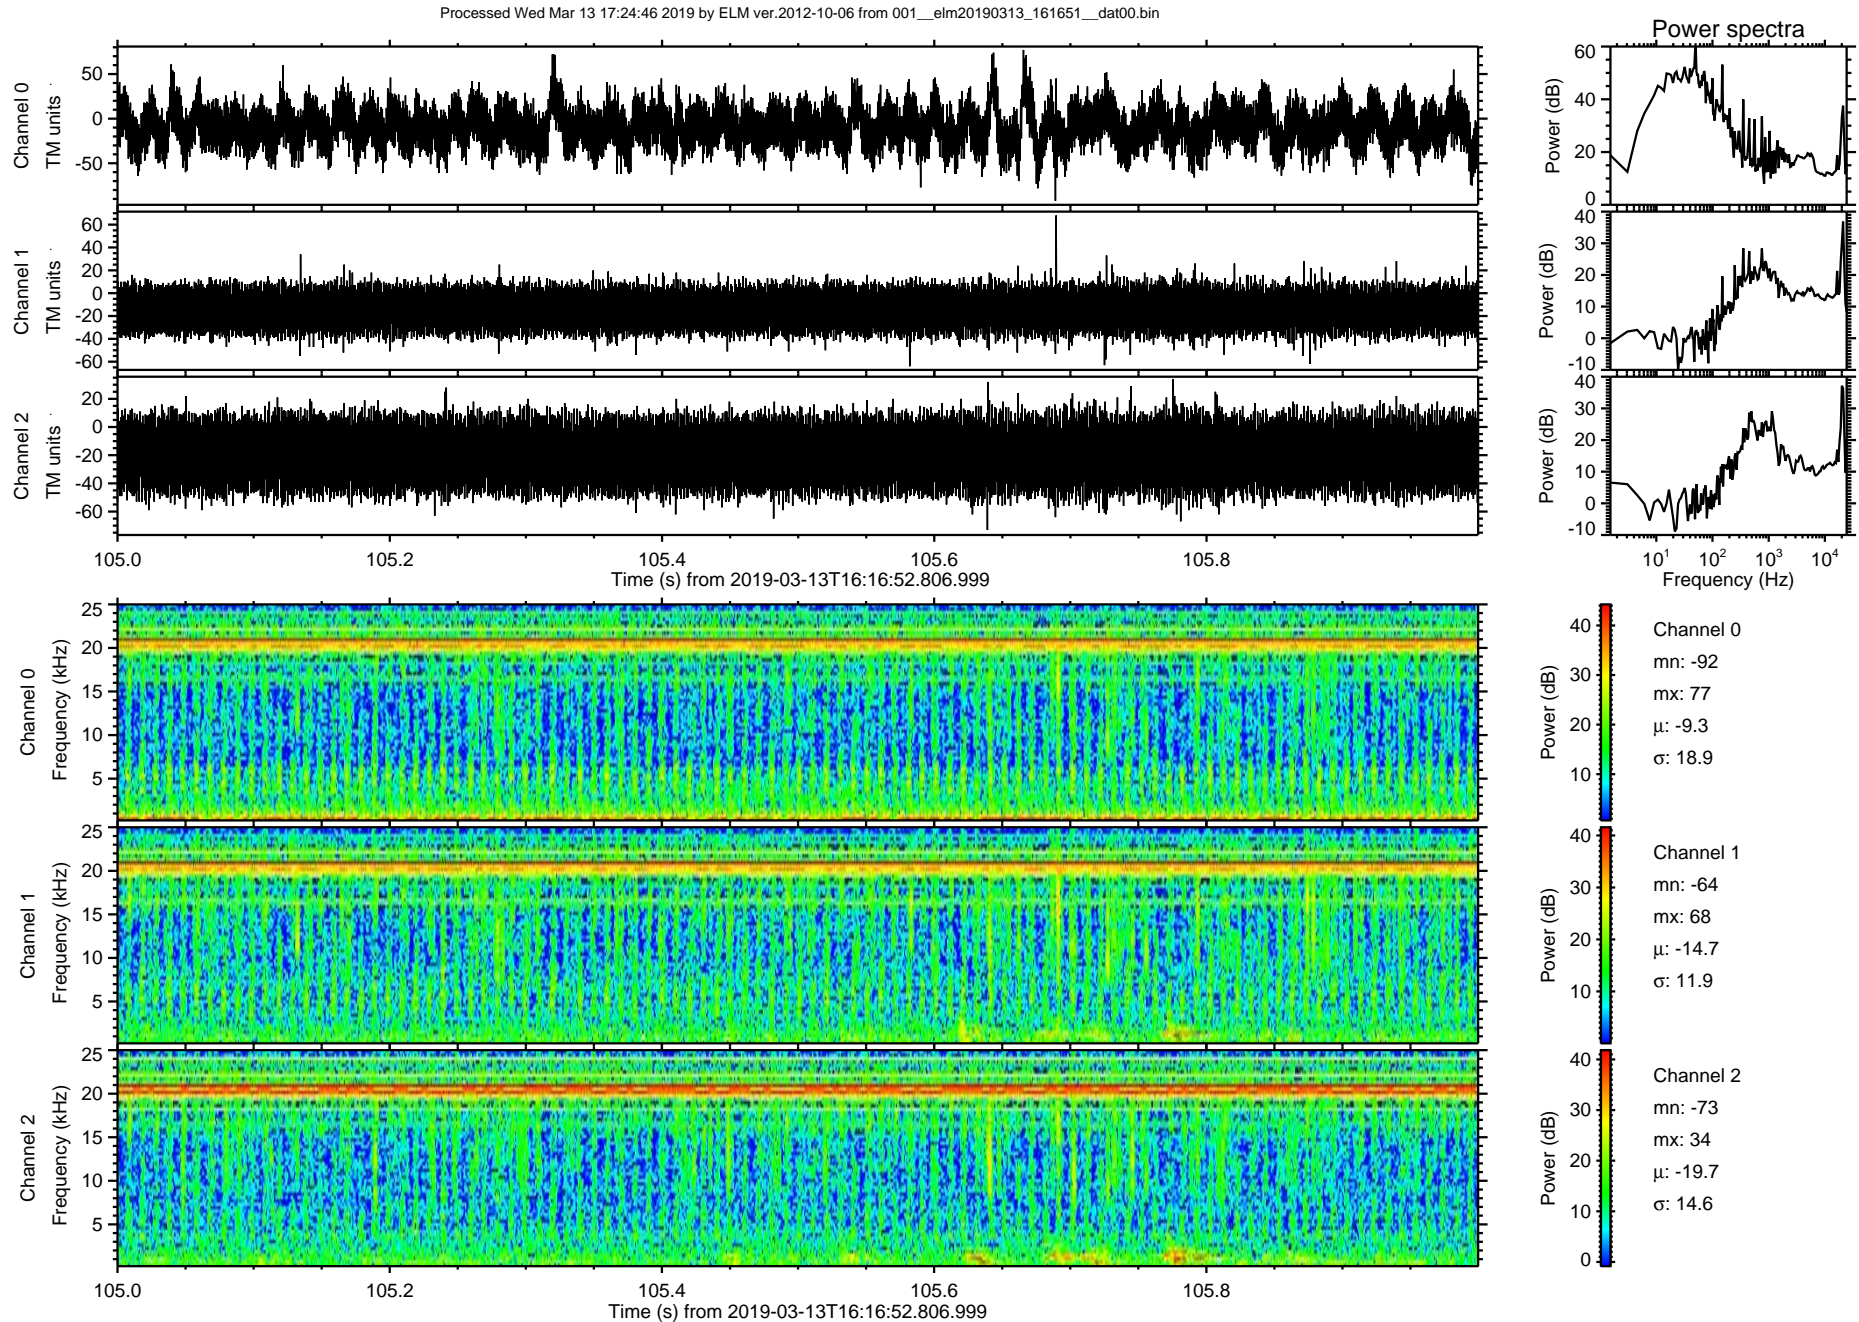 Processed Wed Mar 13 17:24:46 2019 by ELM ver.2012-10-06 from 001__elm20190313_161651__dat00.bin
Power spectra
Channel 0
TM units
50
0
-50
Power (dB)
60
40
20
0
Channel 1
TM units
60
40
20
0
-20
-40
-60
Power (dB)
40
30
20
10
0
-10
Channel 2
TM units
20
0
-20
-40
-60
Power (dB)
40
30
20
10
0
-10
105.0 105.2 105.4 105.6 105.8
Time (s) from 2019-03-13T16:16:52.806.999
10¹ 10² 10³ 10⁴
Frequency (Hz)
Channel 0
Frequency (kHz)
25
20
15
10
5
Power (dB)
40
30
20
10
Channel 0
mn: -92
mx: 77
µ: -9.3
σ: 18.9
Channel 1
Frequency (kHz)
25
20
15
10
5
Power (dB)
40
30
20
10
Channel 1
mn: -64
mx: 68
µ: -14.7
σ: 11.9
Channel 2
Frequency (kHz)
25
20
15
10
5
Power (dB)
40
30
20
10
0
Channel 2
mn: -73
mx: 34
µ: -19.7
σ: 14.6
105.0 105.2 105.4 105.6 105.8
Time (s) from 2019-03-13T16:16:52.806.999